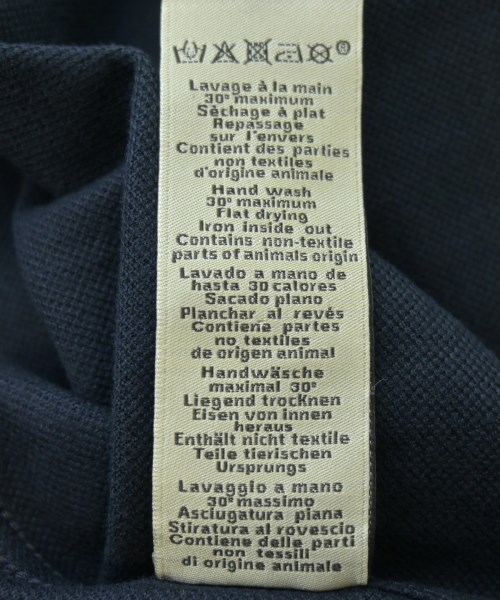 ®
Lavage à la main
30° maximum
Sèchage à plat
Repassage
sur l'envers
Contient des parties
non textiles
d'origine animale
Hand wash
30° maximum
Flat drying
Iron inside out
Contains non-textile
parts of animals origin
Lavado a mano de
hasta 30 calores
Sacado plano
Planchar al revés
Contiene partes
no textiles
de origen animal
Handwäsche
maximal 30°
Liegend trocknen
Eisen von innen
heraus
Enthält nicht textile
Teile tierischen
Ursprungs
Lavaggio a mano
30° massimo
Asciugatura piana
Stiratura al rovescio
Contiene delle parti
non tessili
di origine animale